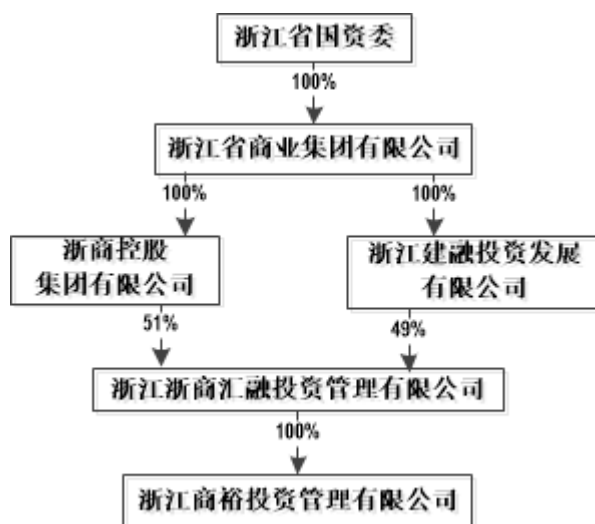 浙江省国资委
100%
浙江省商业集团有限公司
100%
100%
浙商控股
集团有限公司
浙江建融投资发展
有限公司
51%
49%
浙江浙商汇融投资管理有限公司
100%
浙江商裕投资管理有限公司